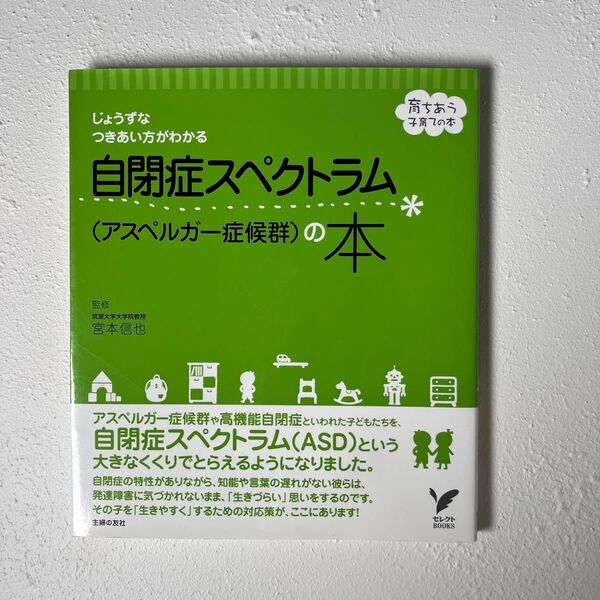 じょうずな
つきあい方がわかる
育ちあう
子育ての本
自閉症スペクトラム
(アスペルガー症候群)の本*
監修
筑波大学大学院教授
宮本信也
アスペルガー症候群や高機能自閉症といわれた子どもたちを、
自閉症スペクトラム(ASD)という
大きなくくりでとらえるようになりました。
自閉症の特性がありながら、知能や言葉の遅れがない彼らは、
発達障害に気づかれないまま、「生きづらい」思いをするのです。
その子を「生きやすく」するための対応策が、ここにあります!
主婦の友社
セレクト
BOOKS